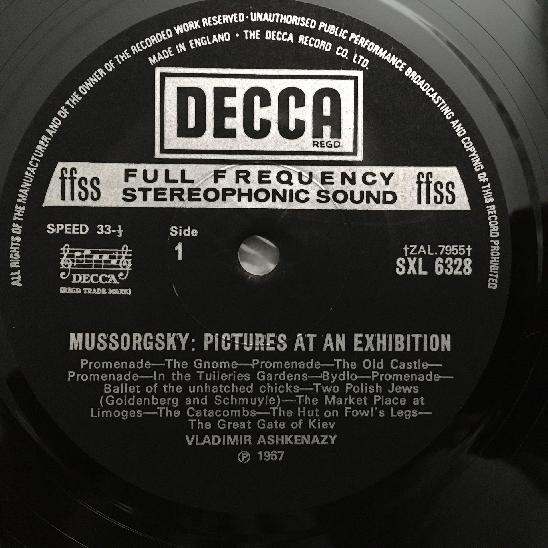 ALL RIGHTS OF THE MANUFACTURER AND OF THE OWNER OF THE RECORDED WORK RESERVED · UNAUTHORISED PUBLIC PERFORMANCE BROADCASTING AND COPYING OF THIS RECORD PROHIBITED
MADE IN ENGLAND · THE DECCA RECORD CO. LTD.
DECCA
REGD
ffss FULL FREQUENCY STEREOPHONIC SOUND ffss
SPEED 33-⅓
Side
1
DECCA
(REGD TRADE MARK)
†ZAL.7955†
SXL 6328
MUSSORGSKY: PICTURES AT AN EXHIBITION
Promenade—The Gnome—Promenade—The Old Castle—
Promenade—In the Tuileries Gardens—Bydlo—Promenade—
Ballet of the unhatched chicks—Two Polish Jews
(Goldenberg and Schmuyle)—The Market Place at
Limoges—The Catacombs—The Hut on Fowl's Legs—
The Great Gate of Kiev
VLADIMIR ASHKENAZY
Ⓟ 1967